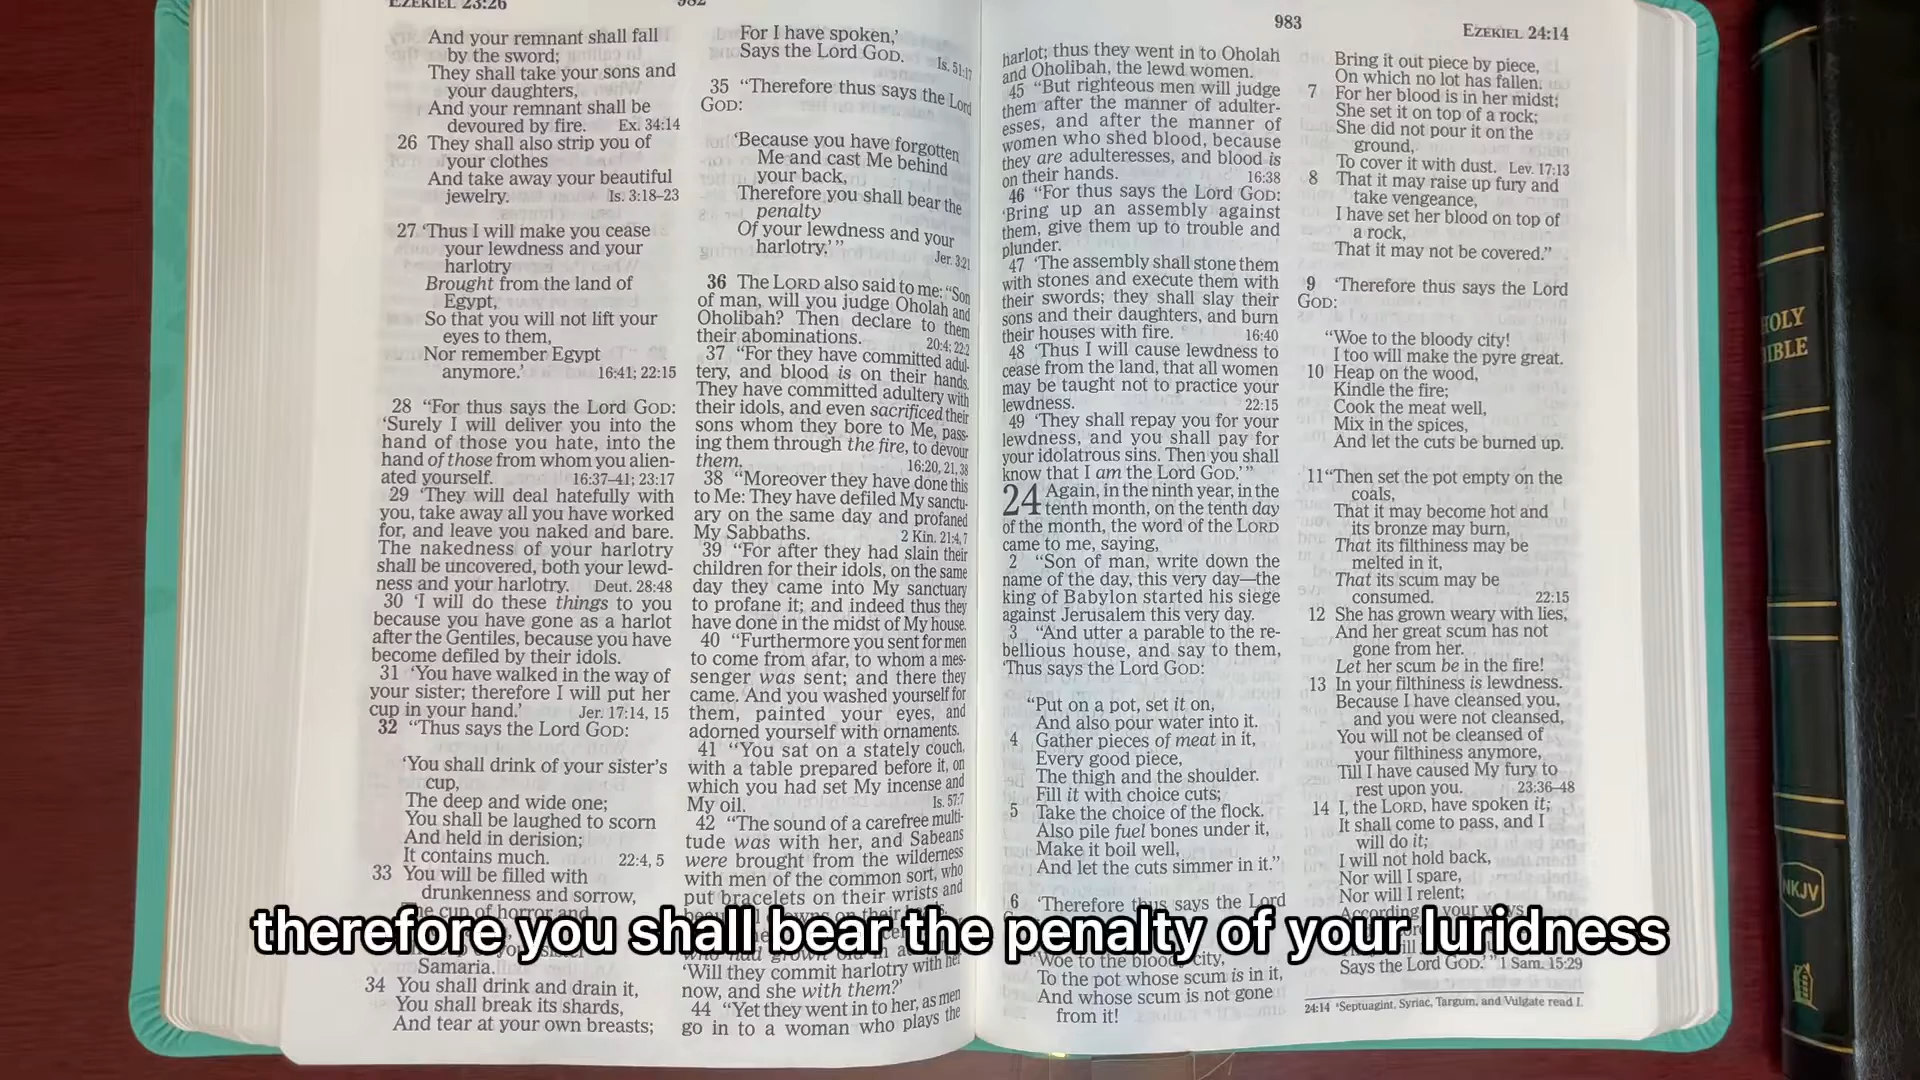 EZEKIEL 23:26
982
And your remnant shall fall
by the sword;
They shall take your sons and
your daughters,
And your remnant shall be
devoured by fire. Ex. 34:14
26 They shall also strip you of
your clothes
And take away your beautiful
jewelry. Is. 3:18–23
27 ‘Thus I will make you cease
your lewdness and your
harlotry
Brought from the land of
Egypt,
So that you will not lift your
eyes to them,
Nor remember Egypt
anymore.’ 16:41; 22:15
28 “For thus says the Lord GOD:
‘Surely I will deliver you into the
hand of those you hate, into the
hand of those from whom you alien-
ated yourself. 16:37–41; 23:17
29 ‘They will deal hatefully with
you, take away all you have worked
for, and leave you naked and bare.
The nakedness of your harlotry
shall be uncovered, both your lewd-
ness and your harlotry. Deut. 28:48
30 ‘I will do these things to you
because you have gone as a harlot
after the Gentiles, because you have
become defiled by their idols.
31 ‘You have walked in the way of
your sister; therefore I will put her
cup in your hand.’ Jer. 17:14, 15
32 “Thus says the Lord GOD:
‘You shall drink of your sister’s
cup,
The deep and wide one;
You shall be laughed to scorn
And held in derision;
It contains much. 22:4, 5
33 You will be filled with
drunkenness and sorrow,
The cup of horror and
Samaria.
34 You shall drink and drain it,
You shall break its shards,
And tear at your own breasts;
For I have spoken,’
Says the Lord GOD. Is. 51:17
35 “Therefore thus says the Lord
GOD:
‘Because you have forgotten
Me and cast Me behind
your back,
Therefore you shall bear the
penalty
Of your lewdness and your
harlotry.’ ”
Jer. 3:21
36 The LORD also said to me: “Son
of man, will you judge Oholah and
Oholibah? Then declare to them
their abominations. 20:4; 22:2
37 “For they have committed adul-
tery, and blood is on their hands.
They have committed adultery with
their idols, and even sacrificed their
sons whom they bore to Me, pass-
ing them through the fire, to devour
them. 16:20, 21, 38
38 “Moreover they have done this
to Me: They have defiled My sanctu-
ary on the same day and profaned
My Sabbaths. 2 Kin. 21:4, 7
39 “For after they had slain their
children for their idols, on the same
day they came into My sanctuary
to profane it; and indeed thus they
have done in the midst of My house.
40 “Furthermore you sent for men
to come from afar, to whom a mes-
senger was sent; and there they
came. And you washed yourself for
them, painted your eyes, and
adorned yourself with ornaments.
41 “You sat on a stately couch,
with a table prepared before it, on
which you had set My incense and
My oil. Is. 57:7
42 “The sound of a carefree multi-
tude was with her, and Sabeans
were brought from the wilderness
with men of the common sort, who
put bracelets on their wrists and
‘Will they commit harlotry with her
now, and she with them?’
44 “Yet they went in to her, as men
go in to a woman who plays the
983
EZEKIEL 24:14
harlot; thus they went in to Oholah
and Oholibah, the lewd women.
45 “But righteous men will judge
them after the manner of adulter-
esses, and after the manner of
women who shed blood, because
they are adulteresses, and blood is
on their hands. 16:38
46 “For thus says the Lord GOD:
‘Bring up an assembly against
them, give them up to trouble and
plunder.
47 ‘The assembly shall stone them
with stones and execute them with
their swords; they shall slay their
sons and their daughters, and burn
their houses with fire. 16:40
48 ‘Thus I will cause lewdness to
cease from the land, that all women
may be taught not to practice your
lewdness. 22:15
49 ‘They shall repay you for your
lewdness, and you shall pay for
your idolatrous sins. Then you shall
know that I am the Lord GOD.’ ”
24 Again, in the ninth year, in the
tenth month, on the tenth day
of the month, the word of the LORD
came to me, saying,
2 “Son of man, write down the
name of the day, this very day—the
king of Babylon started his siege
against Jerusalem this very day.
3 “And utter a parable to the re-
bellious house, and say to them,
‘Thus says the Lord GOD:
“Put on a pot, set it on,
And also pour water into it.
4 Gather pieces of meat in it,
Every good piece,
The thigh and the shoulder.
Fill it with choice cuts;
5 Take the choice of the flock.
Also pile fuel bones under it,
Make it boil well,
And let the cuts simmer in it.”
6 ‘Therefore thus says the Lord
“Woe to the bloody city,
To the pot whose scum is in it,
And whose scum is not gone
from it!
Bring it out piece by piece,
On which no lot has fallen.
7 For her blood is in her midst;
She set it on top of a rock;
She did not pour it on the
ground,
To cover it with dust. Lev. 17:13
8 That it may raise up fury and
take vengeance,
I have set her blood on top of
a rock,
That it may not be covered.”
9 ‘Therefore thus says the Lord
GOD:
“Woe to the bloody city!
I too will make the pyre great.
10 Heap on the wood,
Kindle the fire;
Cook the meat well,
Mix in the spices,
And let the cuts be burned up.
11 “Then set the pot empty on the
coals,
That it may become hot and
its bronze may burn,
That its filthiness may be
melted in it,
That its scum may be
consumed. 22:15
12 She has grown weary with lies,
And her great scum has not
gone from her.
Let her scum be in the fire!
13 In your filthiness is lewdness.
Because I have cleansed you,
and you were not cleansed,
You will not be cleansed of
your filthiness anymore,
Till I have caused My fury to
rest upon you. 23:36–48
14 I, the LORD, have spoken it;
It shall come to pass, and I
will do it;
I will not hold back,
Nor will I spare,
Nor will I relent;
According your ways
Says the Lord GOD.’ ” 1 Sam. 15:29
24:14 Septuagint, Syriac, Targum, and Vulgate read I.
therefore you shall bear the penalty of your luridness
HOLY
BIBLE
NKJV